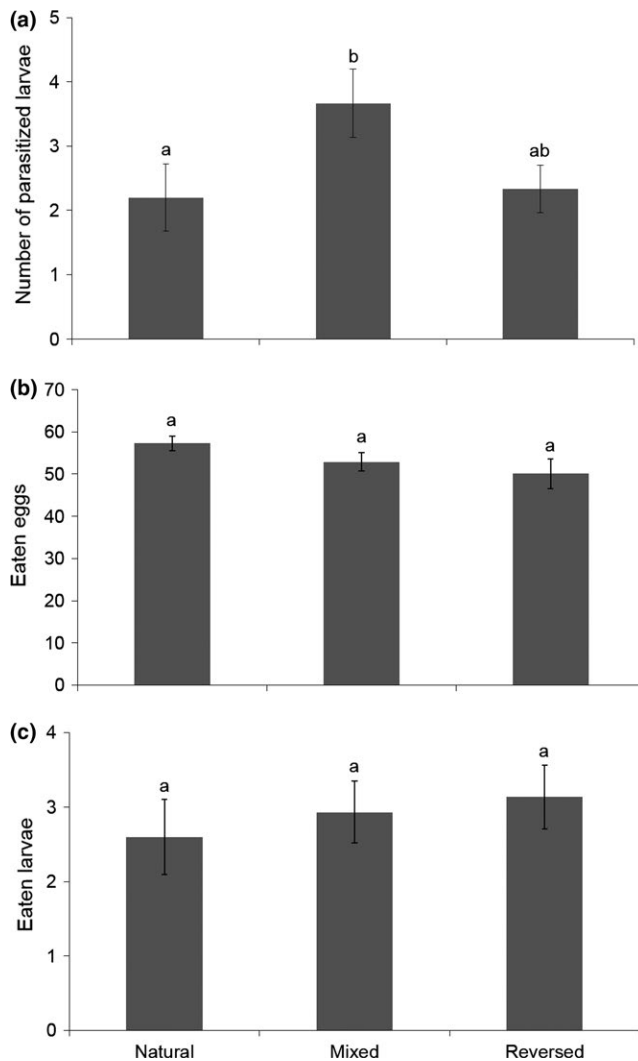 (a)
Number of parasitized larvae
5
4
3
2
1
0
a
b
ab
(b)
Eaten eggs
70
60
50
40
30
20
10
0
a
a
a
(c)
Eaten larvae
4
3
2
1
0
a
a
a
Natural
Mixed
Reversed